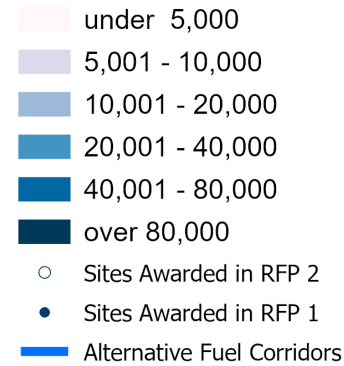 under  5,000
5,001 - 10,000
10,001 - 20,000
20,001 - 40,000
40,001 - 80,000
over 80,000
Sites Awarded in RFP 2
Sites Awarded in RFP 1
Alternative Fuel Corridors